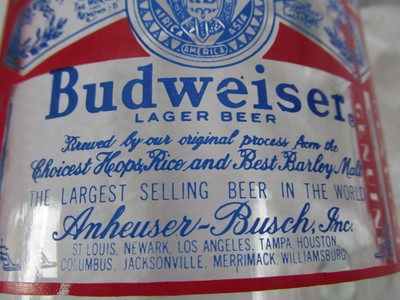 AFRICA
ASIA
AMERICA
Budweiser®
LAGER BEER
Brewed by our original process from the
Choicest Hops, Rice and Best Barley Malt
THE LARGEST SELLING BEER IN THE WORLD
Anheuser-Busch, Inc.
ST LOUIS, NEWARK, LOS ANGELES, TAMPA, HOUSTON
COLUMBUS, JACKSONVILLE, MERRIMACK, WILLIAMSBURG